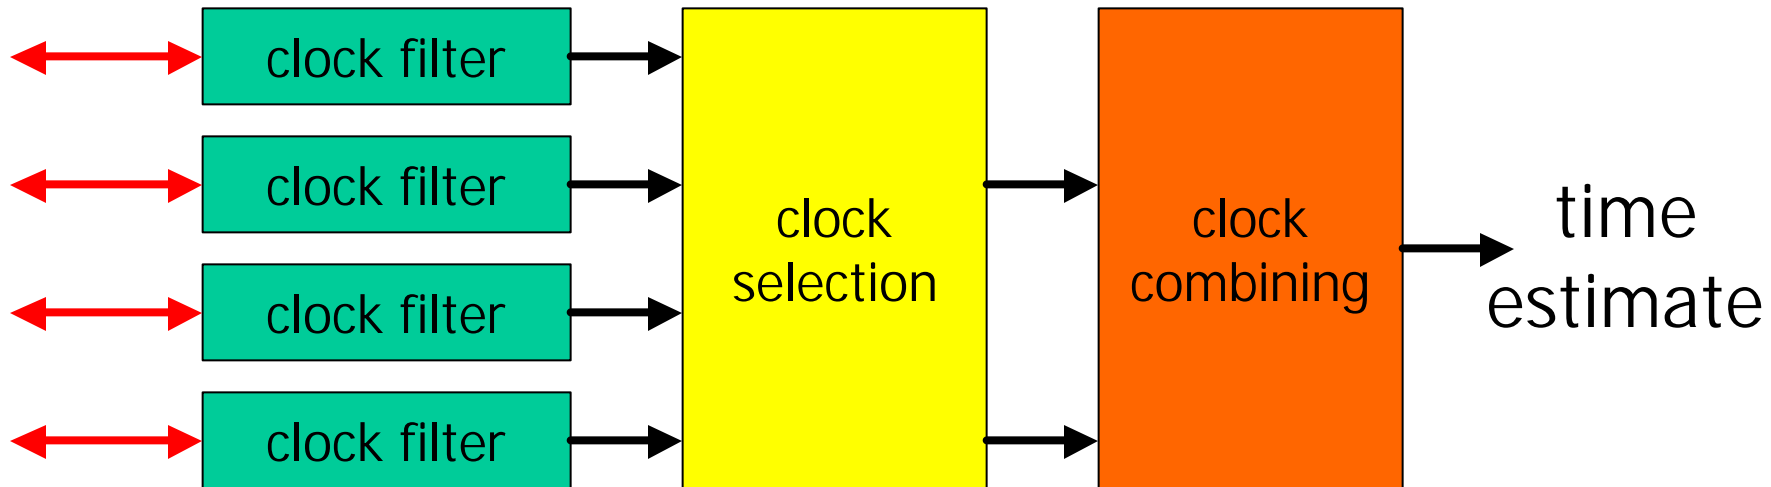 clock filter
clock filter
clock filter
clock filter
clock
selection
clock
combining
time
estimate